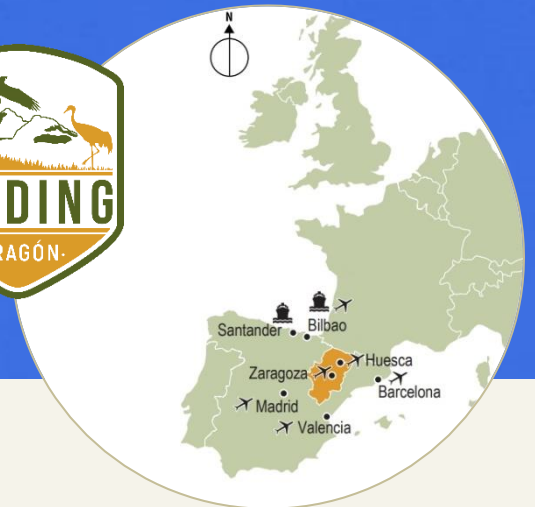 N
DING
RAGÓN·
Santander
Bilbao
Huesca
Zaragoza
Barcelona
Madrid
Valencia